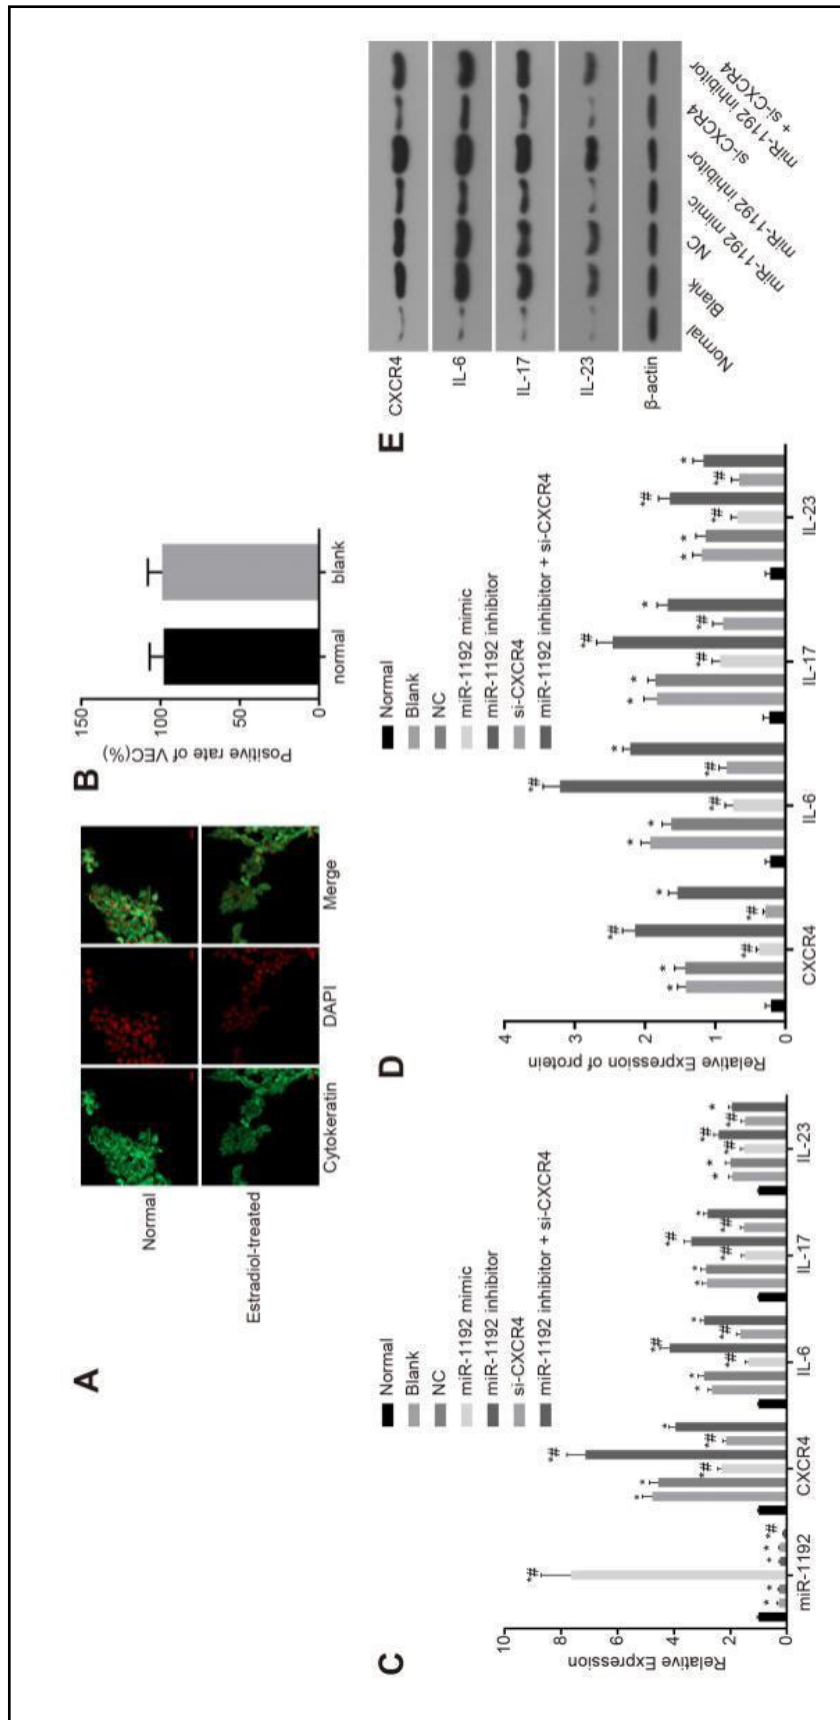 A
Normal
Estradiol-treated
Cytokeratin
DAPI
Merge
B
Positive rate of VEC(%)
150
100
50
0
normal
blank
C
Relative Expression
10
8
6
4
2
0
Normal
Blank
NC
miR-1192 mimic
miR-1192 inhibitor
si-CXCR4
miR-1192 inhibitor + si-CXCR4
* * *# * * *#
* * *# *# *# *
* * *# *# *# *
* * *# *# *# *
* * *# *# *# *
miR-1192
CXCR4
IL-6
IL-17
IL-23
D
Relative Expression of protein
4
3
2
1
0
Normal
Blank
NC
miR-1192 mimic
miR-1192 inhibitor
si-CXCR4
miR-1192 inhibitor + si-CXCR4
* * *# *# *# *
* * *# *# *# *
* * *# *# *# *
* * *# *# *# *
CXCR4
IL-6
IL-17
IL-23
E
CXCR4
IL-6
IL-17
IL-23
β-actin
Normal
Blank
NC
miR-1192 mimic
miR-1192 inhibitor
si-CXCR4
miR-1192 inhibitor
+ si-CXCR4